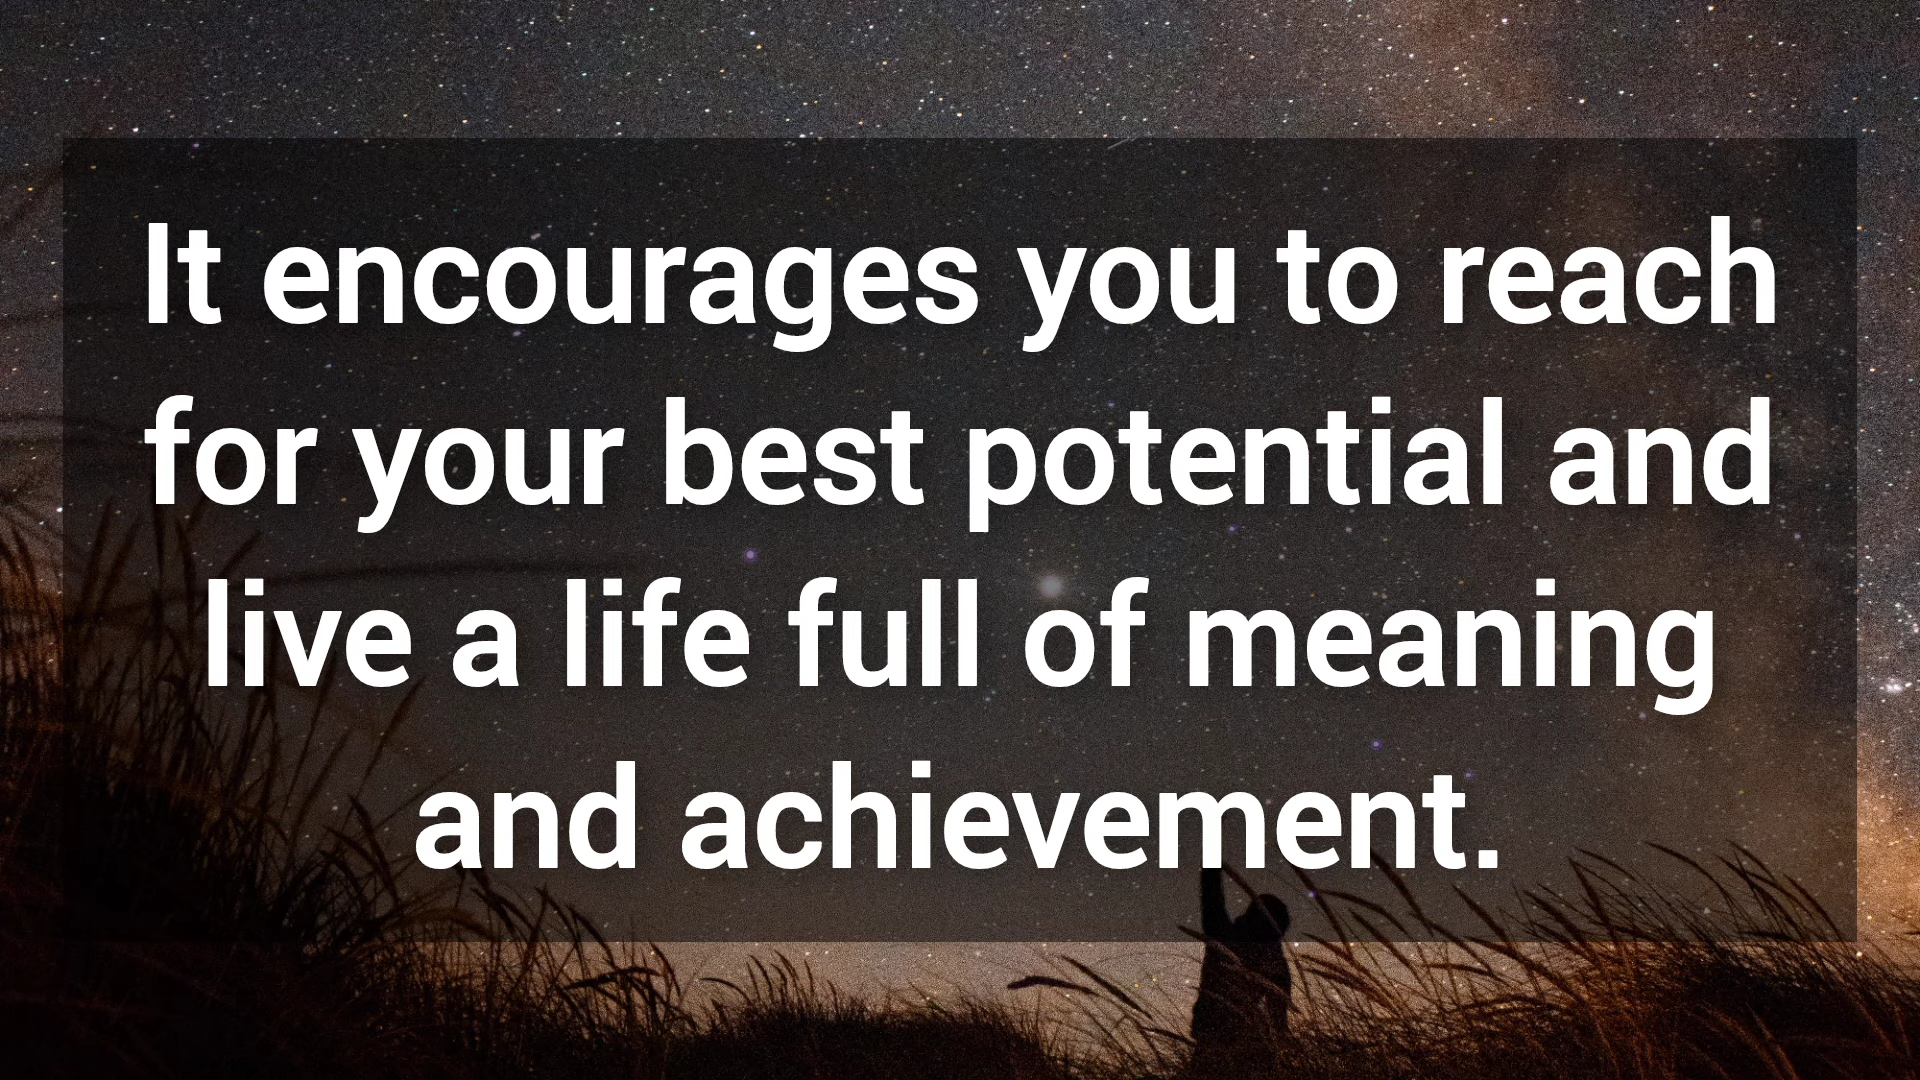 It encourages you to reach
for your best potential and
live a life full of meaning
and achievement.